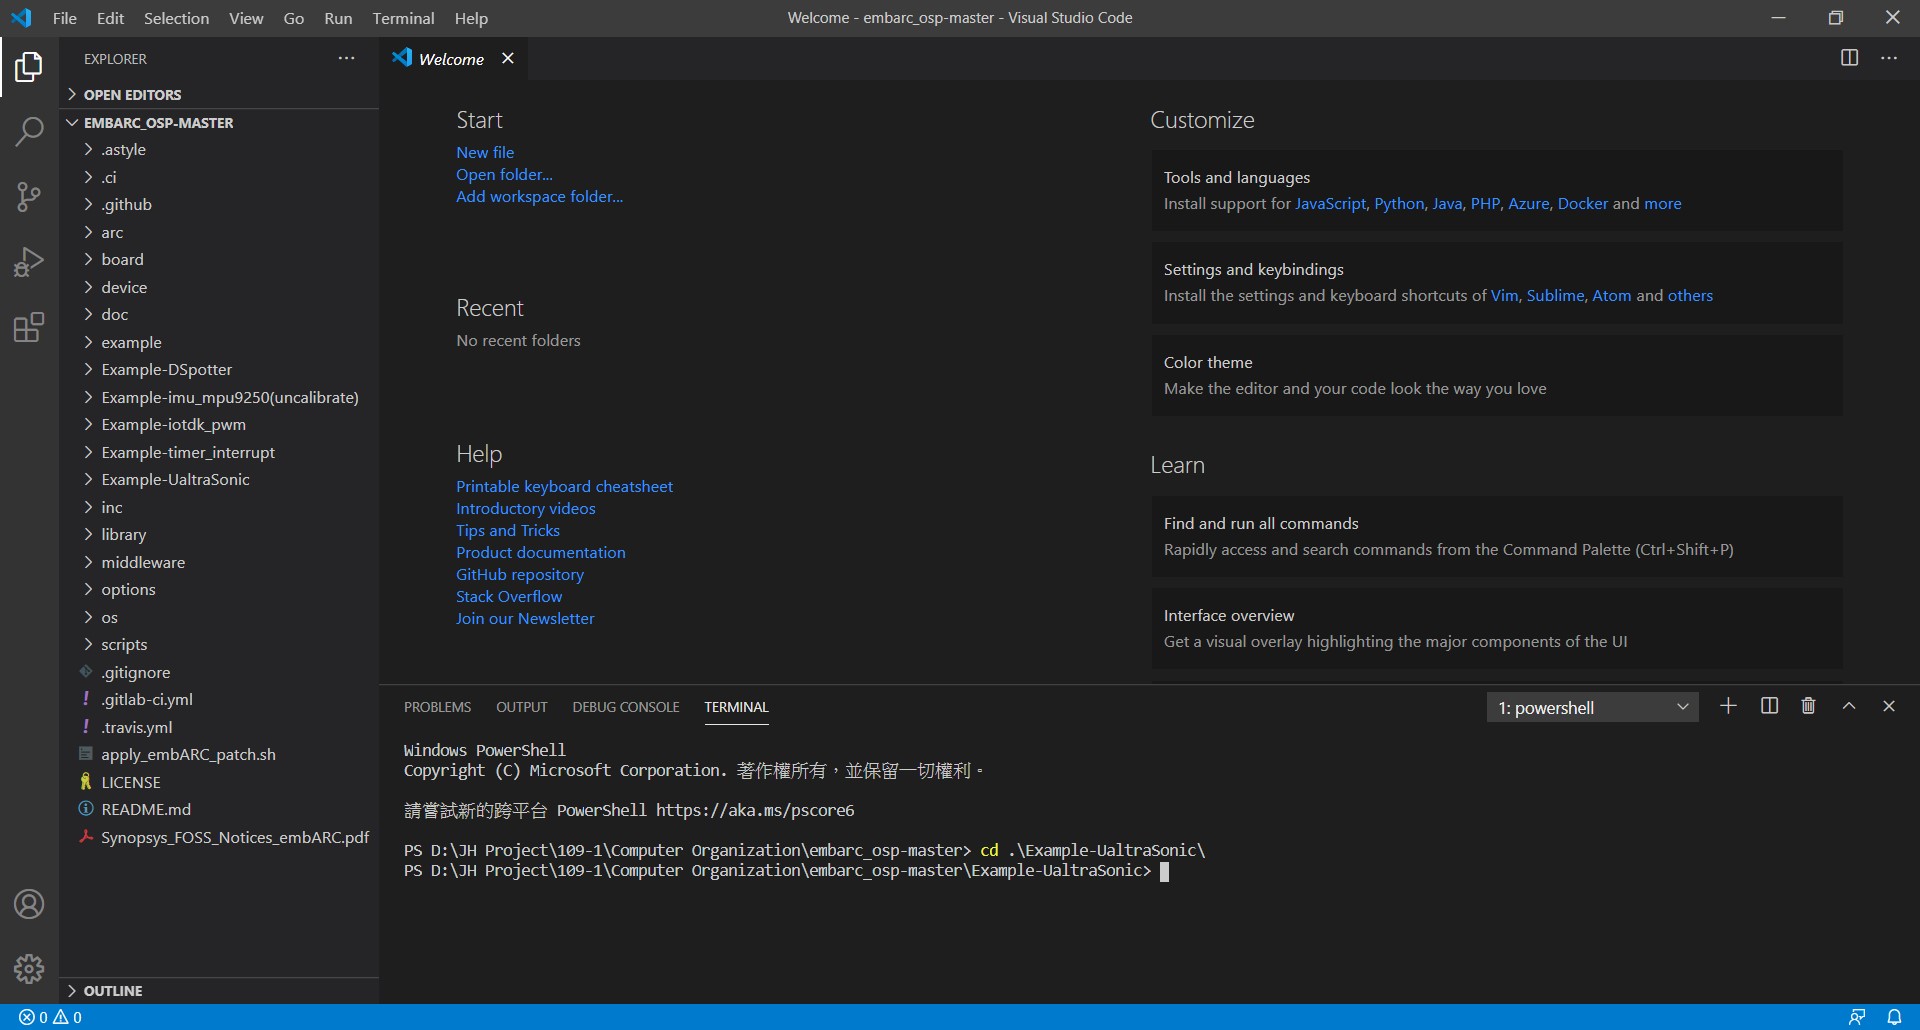 File Edit Selection View Go Run Terminal Help
Welcome - embarc_osp-master - Visual Studio Code
EXPLORER
OPEN EDITORS
EMBARC_OSP-MASTER
.astyle
.ci
.github
arc
board
device
doc
example
Example-DSpotter
Example-imu_mpu9250(uncalibrate)
Example-iotdk_pwm
Example-timer_interrupt
Example-UaltraSonic
inc
library
middleware
options
os
scripts
.gitignore
.gitlab-ci.yml
.travis.yml
apply_embARC_patch.sh
LICENSE
README.md
Synopsys_FOSS_Notices_embARC.pdf
OUTLINE
Welcome
Start
New file
Open folder...
Add workspace folder...
Recent
No recent folders
Help
Printable keyboard cheatsheet
Introductory videos
Tips and Tricks
Product documentation
GitHub repository
Stack Overflow
Join our Newsletter
Customize
Tools and languages
Install support for JavaScript, Python, Java, PHP, Azure, Docker and more
Settings and keybindings
Install the settings and keyboard shortcuts of Vim, Sublime, Atom and others
Color theme
Make the editor and your code look the way you love
Learn
Find and run all commands
Rapidly access and search commands from the Command Palette (Ctrl+Shift+P)
Interface overview
Get a visual overlay highlighting the major components of the UI
PROBLEMS OUTPUT DEBUG CONSOLE TERMINAL
1: powershell
Windows PowerShell
Copyright (C) Microsoft Corporation. 著作權所有，並保留一切權利。
請嘗試新的跨平台 PowerShell https://aka.ms/pscore6
PS D:\JH Project\109-1\Computer Organization\embarc_osp-master> cd .\Example-UaltraSonic\
PS D:\JH Project\109-1\Computer Organization\embarc_osp-master\Example-UaltraSonic>
0 0